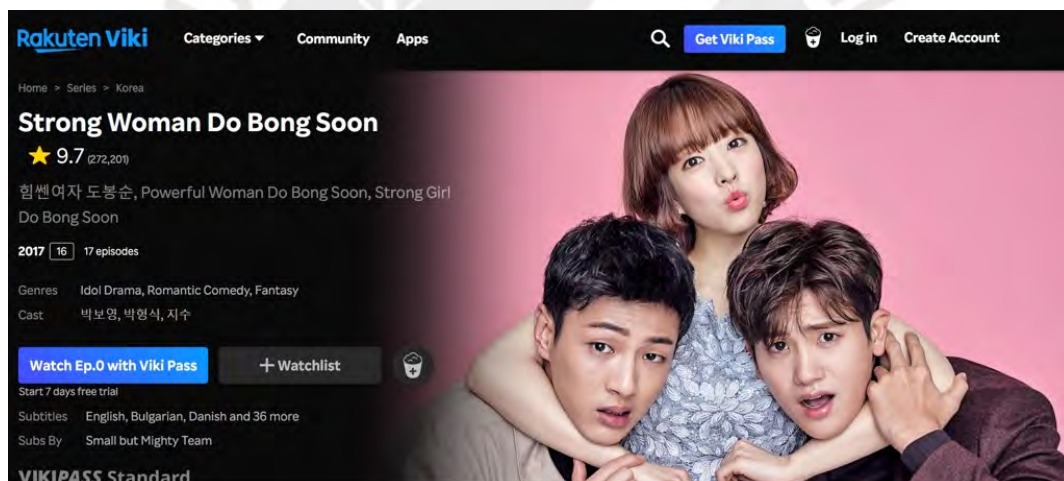 Rakuten Viki Categories Community Apps Get Viki Pass Log in Create Account
Home > Series > Korea
Strong Woman Do Bong Soon
9.7 (272,201)
힘쎈여자 도봉순, Powerful Woman Do Bong Soon, Strong Girl
Do Bong Soon
2017 16 17 episodes
Genres Idol Drama, Romantic Comedy, Fantasy
Cast 박보영, 박형식, 지수
Watch Ep.0 with Viki Pass + Watchlist
Start 7 days free trial
Subtitles English, Bulgarian, Danish and 36 more
Subs By Small but Mighty Team
VIKIPASS Standard